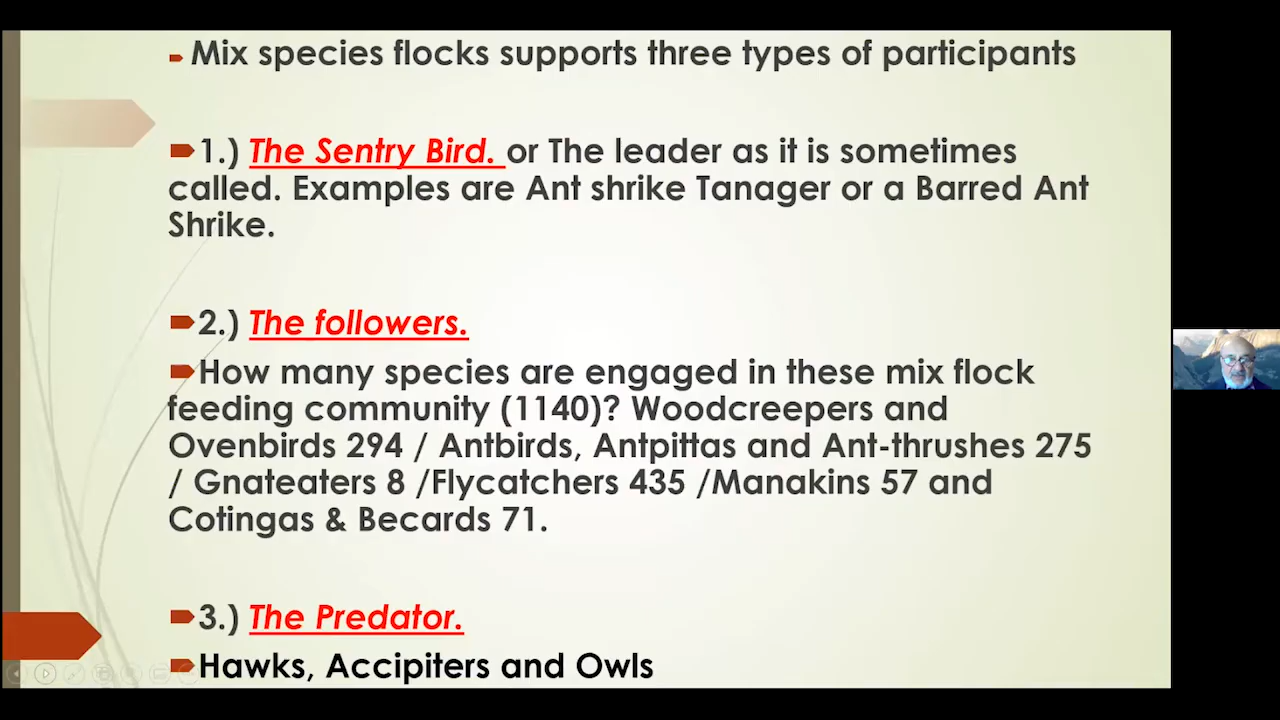 Mix species flocks supports three types of participants
1.) The Sentry Bird. or The leader as it is sometimes
called. Examples are Ant shrike Tanager or a Barred Ant
Shrike.
2.) The followers.
How many species are engaged in these mix flock
feeding community (1140)? Woodcreepers and
Ovenbirds 294 / Antbirds, Antpittas and Ant-thrushes 275
/ Gnateaters 8 /Flycatchers 435 /Manakins 57 and
Cotingas & Becards 71.
3.) The Predator.
Hawks, Accipiters and Owls